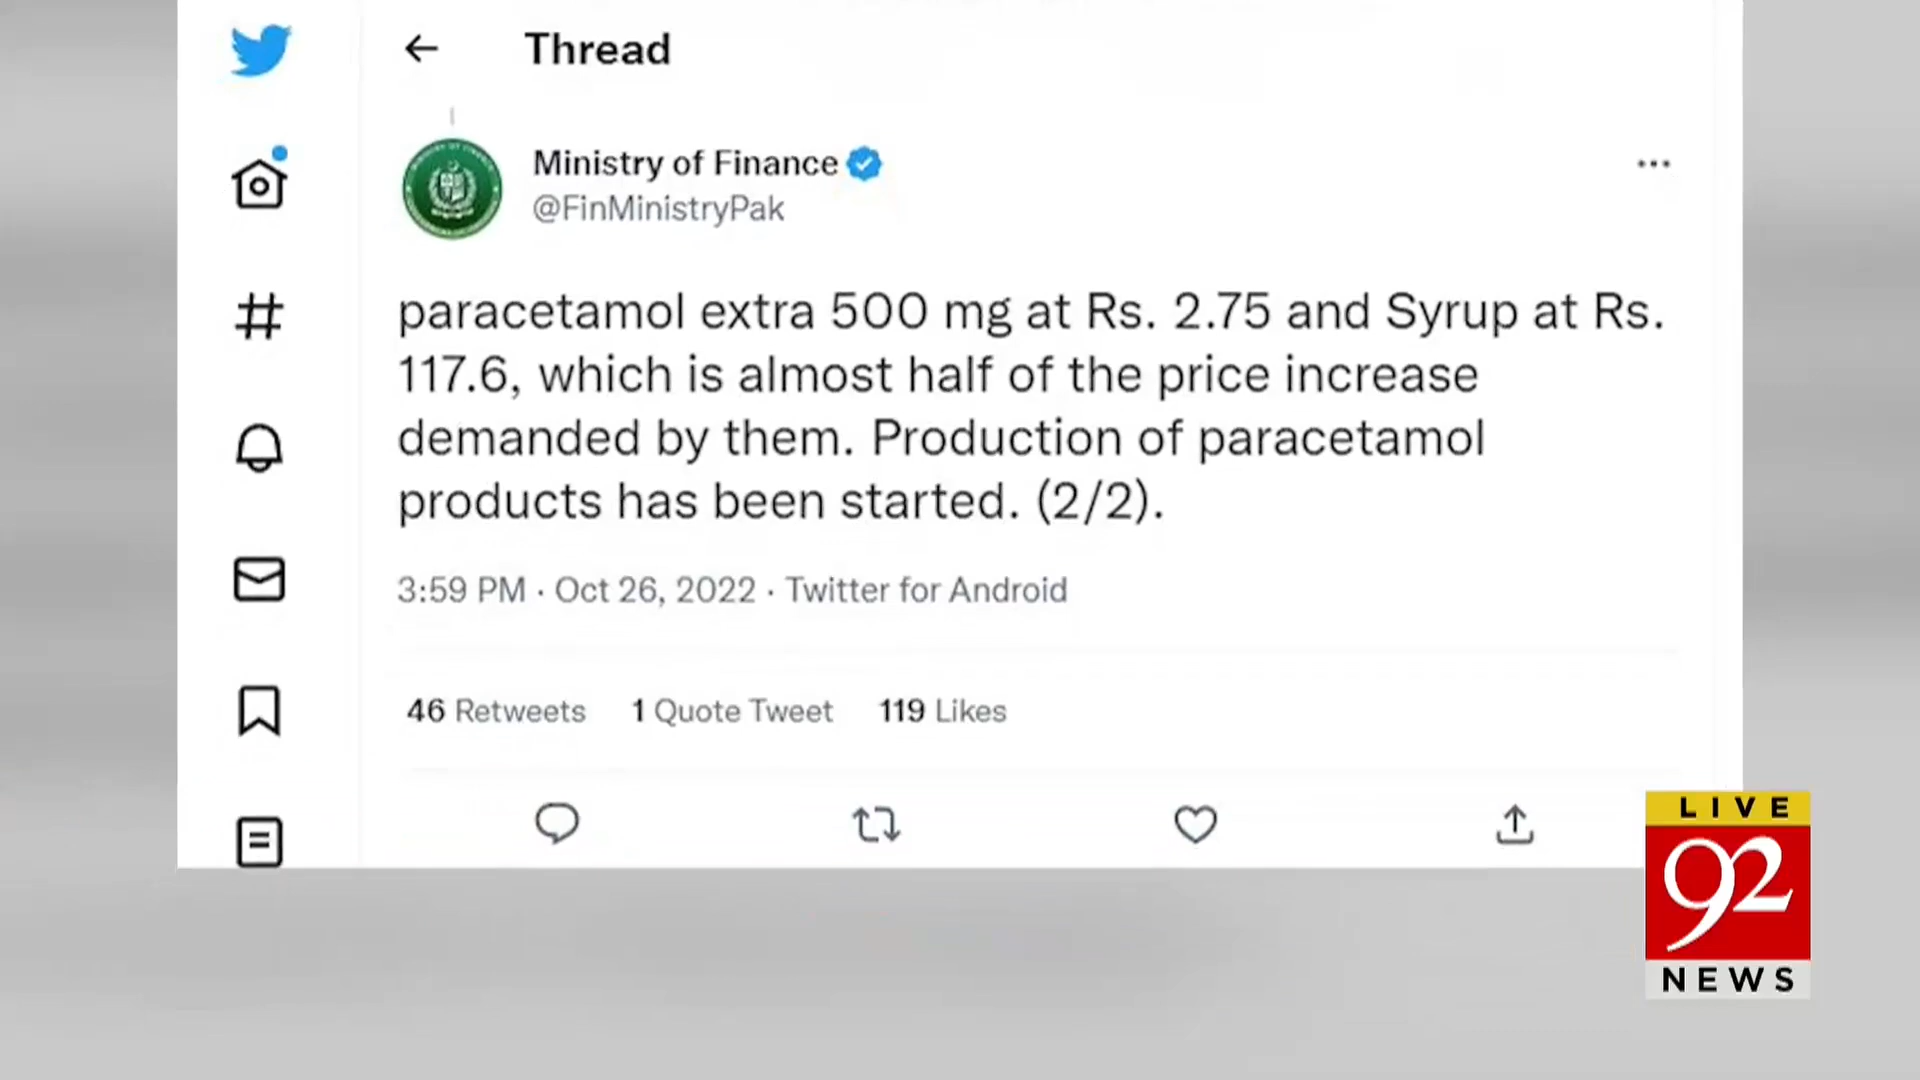 Thread
Ministry of Finance
@FinMinistryPak
paracetamol extra 500 mg at Rs. 2.75 and Syrup at Rs.
117.6, which is almost half of the price increase
demanded by them. Production of paracetamol
products has been started. (2/2).
3:59 PM · Oct 26, 2022 · Twitter for Android
46 Retweets 1 Quote Tweet 119 Likes
LIVE
92
NEWS